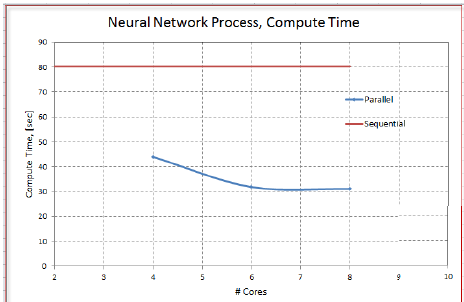 Neural Network Process, Compute Time
90
80
70
60
50
40
30
20
10
0
Compute Time, [sec]
Parallel
Sequential
2 3 4 5 6 7 8 9 10
# Cores